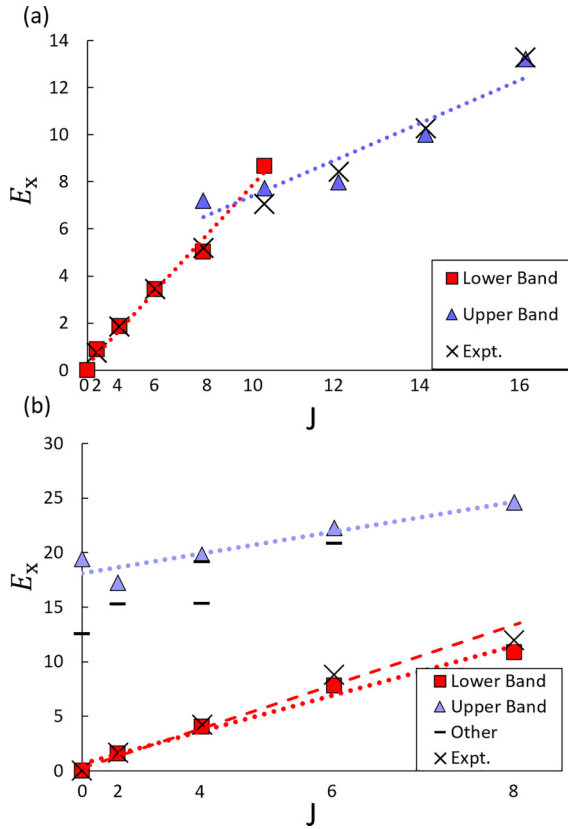 (a)
14
12
10
8
6
4
2
0
Eₓ
0 2 4 6 8 10 12 14 16
J
Lower Band
Upper Band
Expt.
(b)
30
25
20
15
10
5
0
Eₓ
0 2 4 6 8
J
Lower Band
Upper Band
Other
Expt.